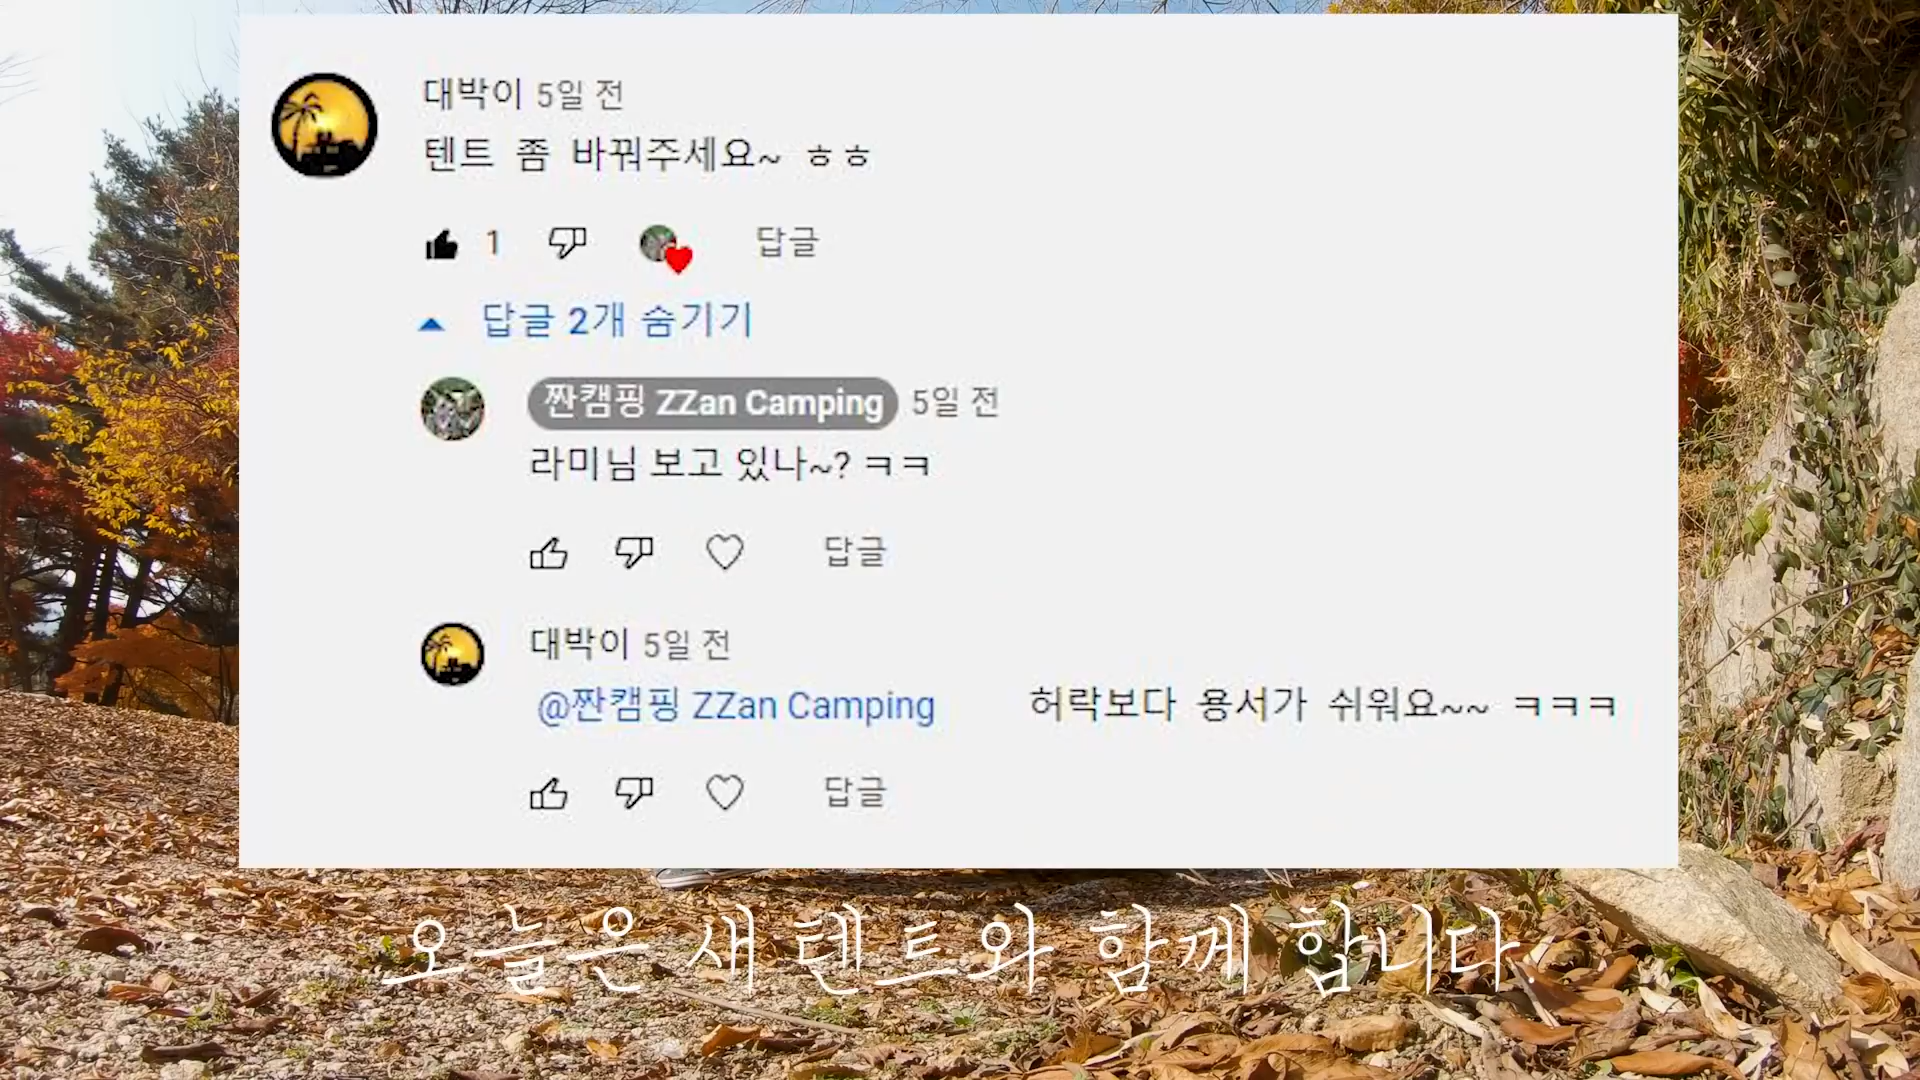 대박이 5일 전
텐트 좀 바꿔주세요~ ㅎㅎ
1 답글
답글 2개 숨기기
짠캠핑 ZZan Camping 5일 전
라미님 보고 있나~? ㅋㅋ
답글
대박이 5일 전
@짠캠핑 ZZan Camping 허락보다 용서가 쉬워요~~ ㅋㅋㅋ
답글
오늘은 새 텐트와 함께 합니다.